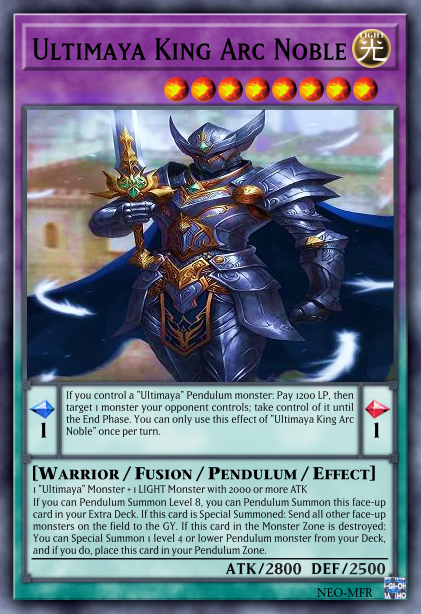 Ultimaya King Arc Noble
LIGHT
光
If you control a "Ultimaya" Pendulum monster: Pay 1200 LP, then
target 1 monster your opponent controls; take control of it until
the End Phase. You can only use this effect of "Ultimaya King Arc
Noble" once per turn.
1
1
[Warrior / Fusion / Pendulum / Effect]
1 "Ultimaya" Monster + 1 LIGHT Monster with 2000 or more ATK
If you can Pendulum Summon Level 8, you can Pendulum Summon this face-up
card in your Extra Deck. If this card is Special Summoned: Send all other face-up
monsters on the field to the GY. If this card in the Monster Zone is destroyed:
You can Special Summon 1 level 4 or lower Pendulum monster from your Deck,
and if you do, place this card in your Pendulum Zone.
ATK/2800 DEF/2500
NEO-MFR